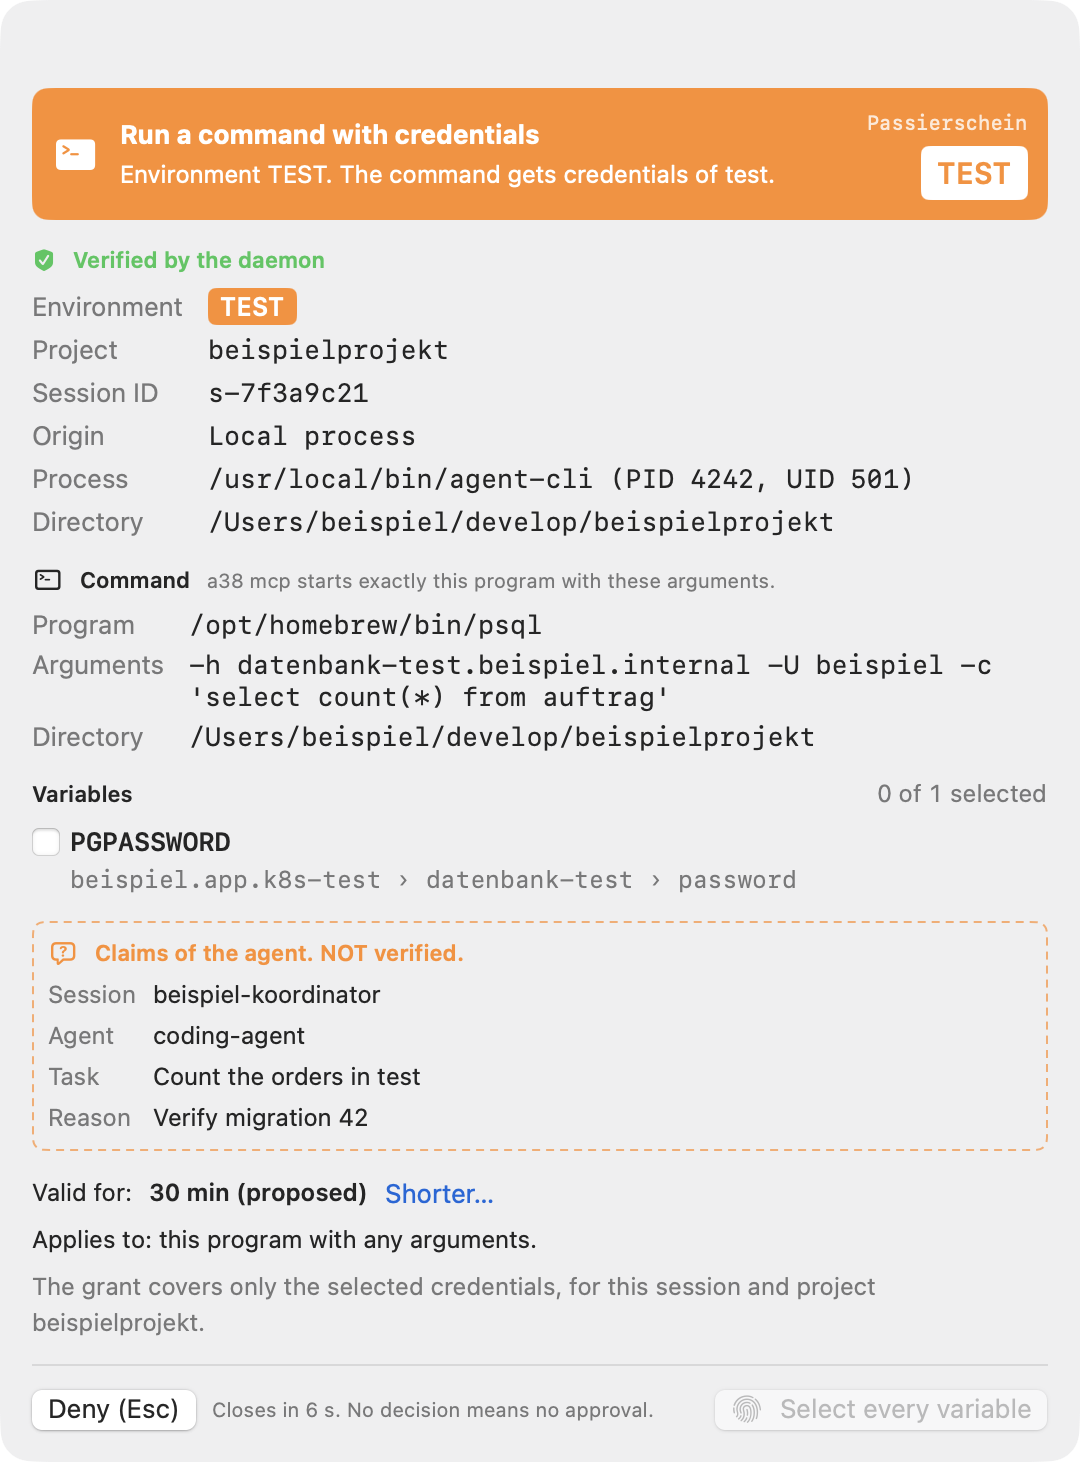 Run a command with credentials
Environment TEST. The command gets credentials of test.
Passierschein
TEST
Verified by the daemon
Environment TEST
Project beispielprojekt
Session ID s-7f3a9c21
Origin Local process
Process /usr/local/bin/agent-cli (PID 4242, UID 501)
Directory /Users/beispiel/develop/beispielprojekt
Command a38 mcp starts exactly this program with these arguments.
Program /opt/homebrew/bin/psql
Arguments -h datenbank-test.beispiel.internal -U beispiel -c
'select count(*) from auftrag'
Directory /Users/beispiel/develop/beispielprojekt
Variables 0 of 1 selected
PGPASSWORD
beispiel.app.k8s-test › datenbank-test › password
Claims of the agent. NOT verified.
Session beispiel-koordinator
Agent coding-agent
Task Count the orders in test
Reason Verify migration 42
Valid for: 30 min (proposed) Shorter...
Applies to: this program with any arguments.
The grant covers only the selected credentials, for this session and project
beispielprojekt.
Deny (Esc) Closes in 6 s. No decision means no approval. Select every variable